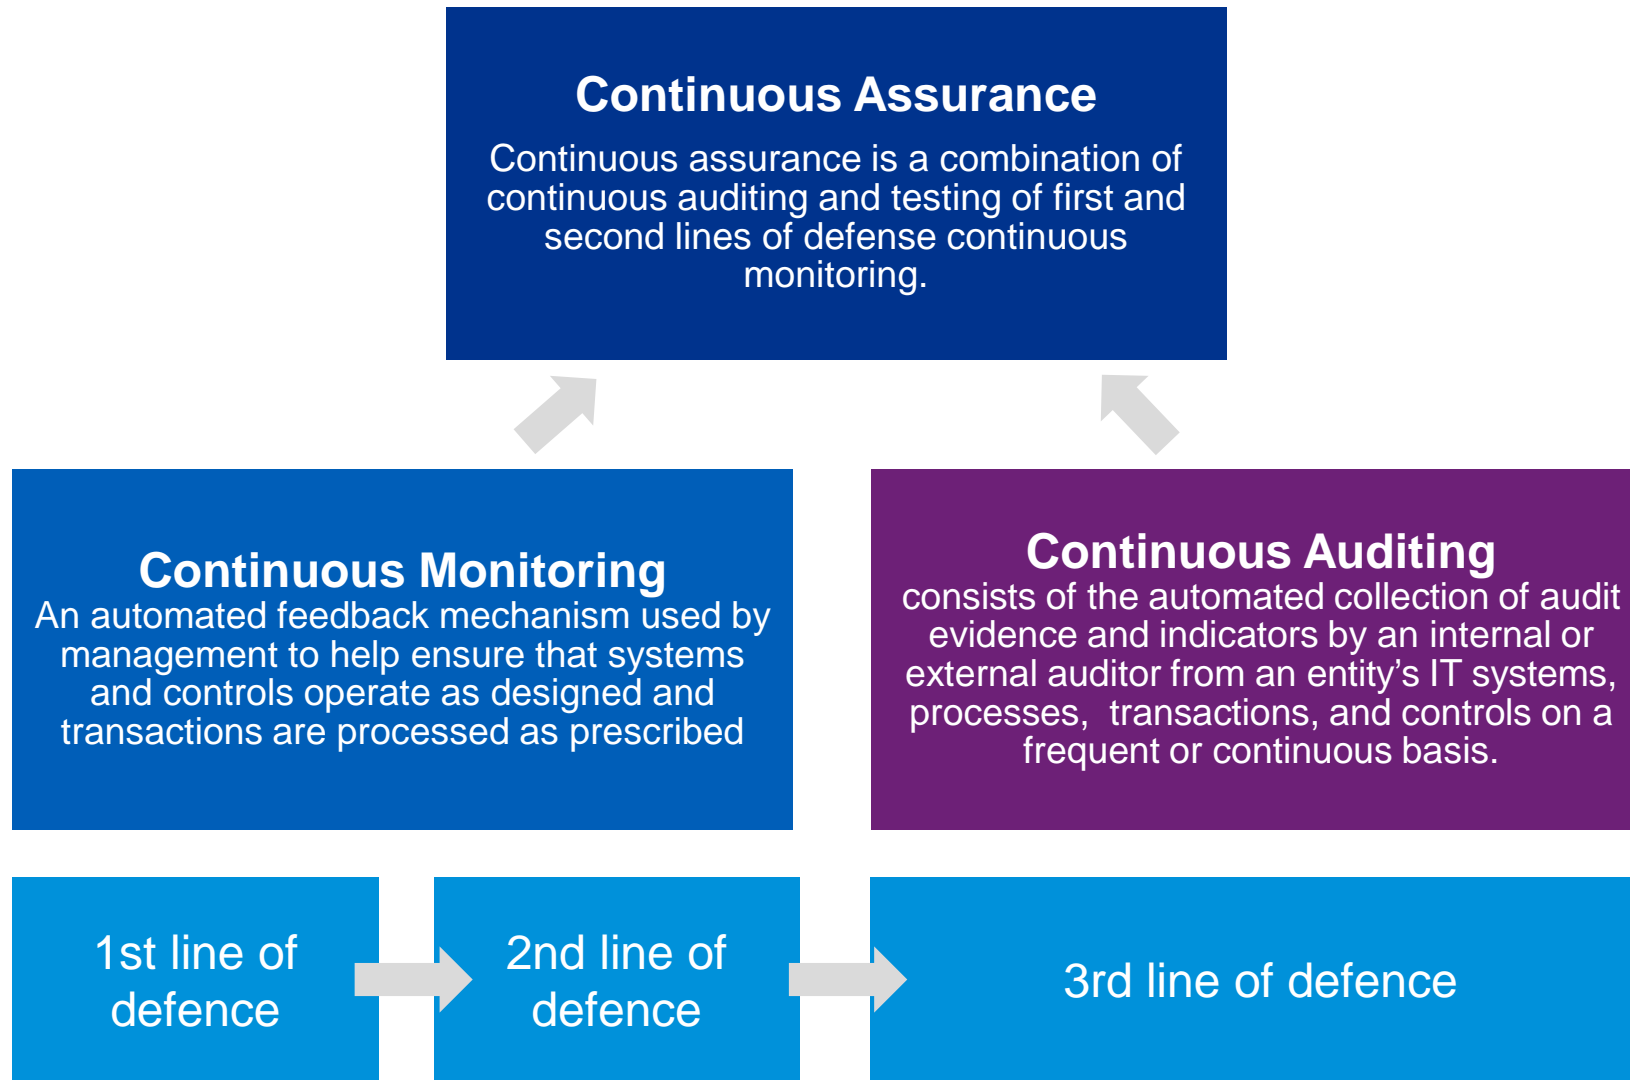 Continuous Assurance
Continuous assurance is a combination of
continuous auditing and testing of first and
second lines of defense continuous
monitoring.
Continuous Monitoring
An automated feedback mechanism used by
management to help ensure that systems
and controls operate as designed and
transactions are processed as prescribed
Continuous Auditing
consists of the automated collection of audit
evidence and indicators by an internal or
external auditor from an entity’s IT systems,
processes,  transactions, and controls on a
frequent or continuous basis.
1st line of
defence
2nd line of
defence
3rd line of defence